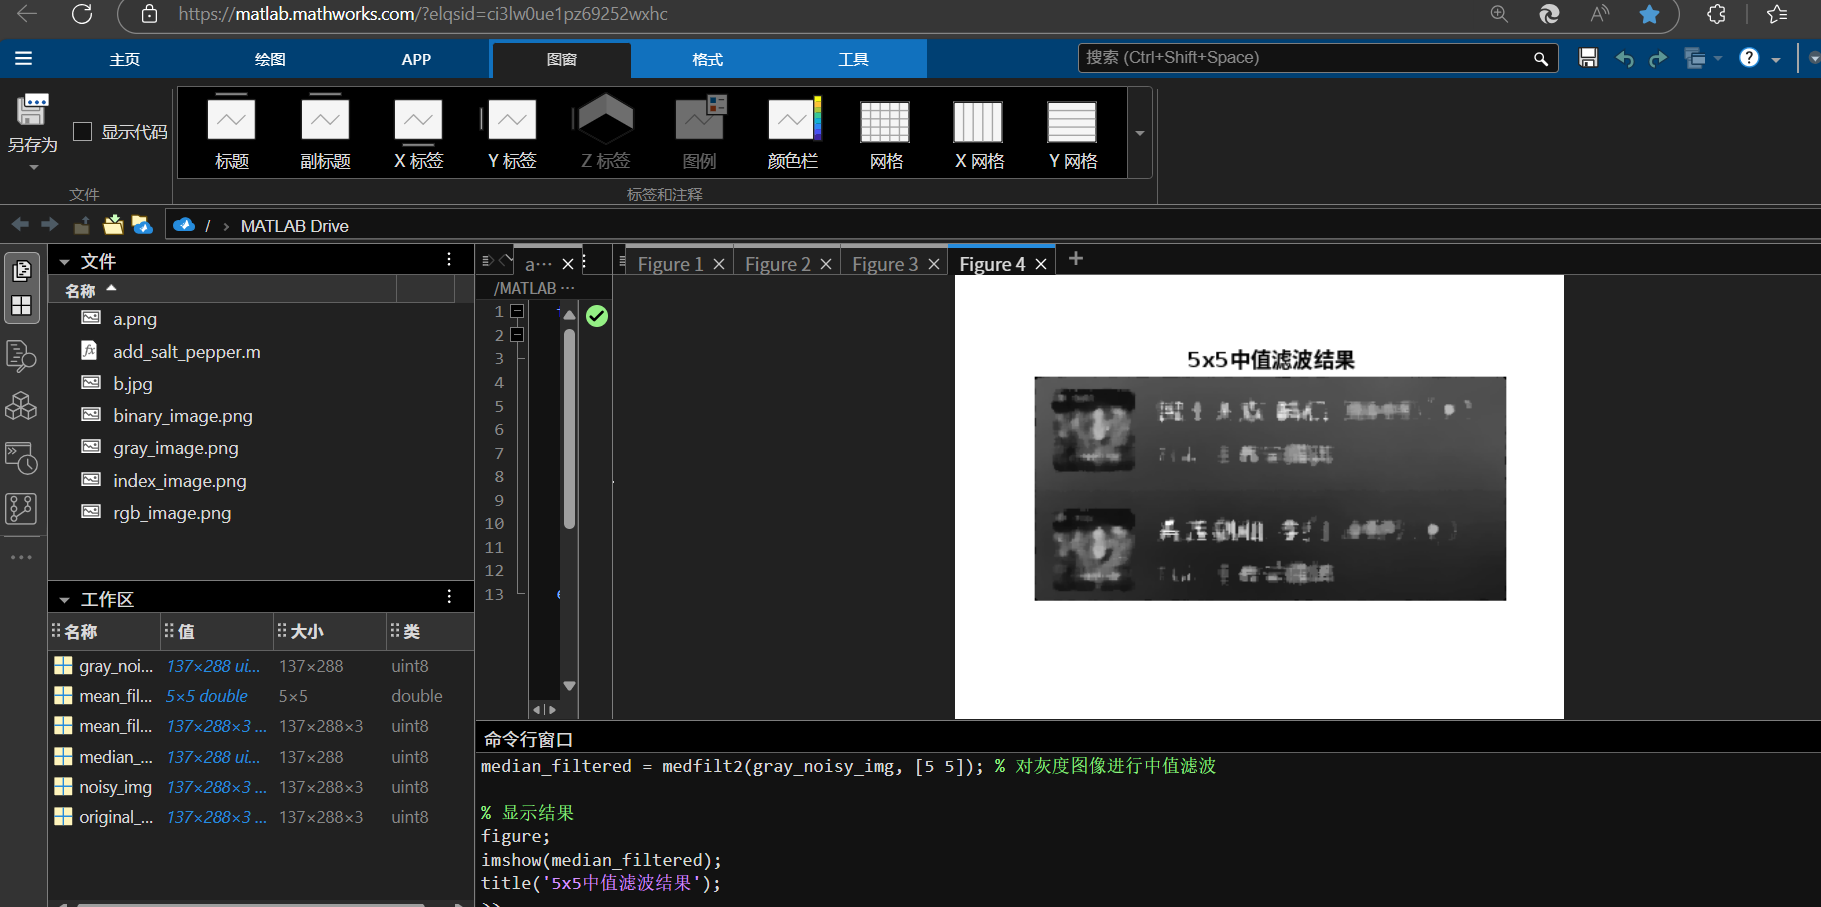 https://matlab.mathworks.com/?elqsid=ci3lw0ue1pz69252wxhc
主页 绘图 APP 图窗 格式 工具
搜索 (Ctrl+Shift+Space)
另存为
显示代码
标题 副标题 X 标签 Y 标签 Z 标签 图例 颜色栏 网格 X 网格 Y 网格
文件 标签和注释
/ › MATLAB Drive
文件
名称
a.png
add_salt_pepper.m
b.jpg
binary_image.png
gray_image.png
index_image.png
rgb_image.png
工作区
名称 值 大小 类
gray_noi... 137×288 ui... 137×288 uint8
mean_fil... 5×5 double 5×5 double
mean_fil... 137×288×3 ... 137×288×3 uint8
median_... 137×288 ui... 137×288 uint8
noisy_img 137×288×3 ... 137×288×3 uint8
original_... 137×288×3 ... 137×288×3 uint8
a...
/MATLAB ...
1
2
3
4
5
6
7
8
9
10
11
12
13
Figure 1 Figure 2 Figure 3 Figure 4
5x5中值滤波结果
命令行窗口
median_filtered = medfilt2(gray_noisy_img, [5 5]); % 对灰度图像进行中值滤波
% 显示结果
figure;
imshow(median_filtered);
title('5x5中值滤波结果');
>>